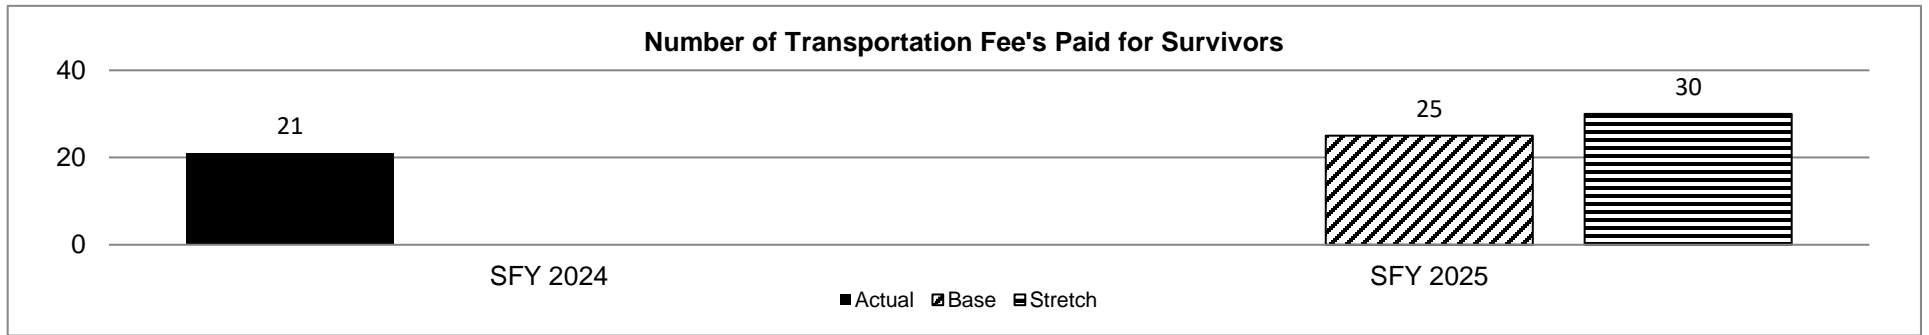 Number of Transportation Fee's Paid for Survivors
40
20
0
21
25
30
SFY 2024
SFY 2025
Actual Base Stretch